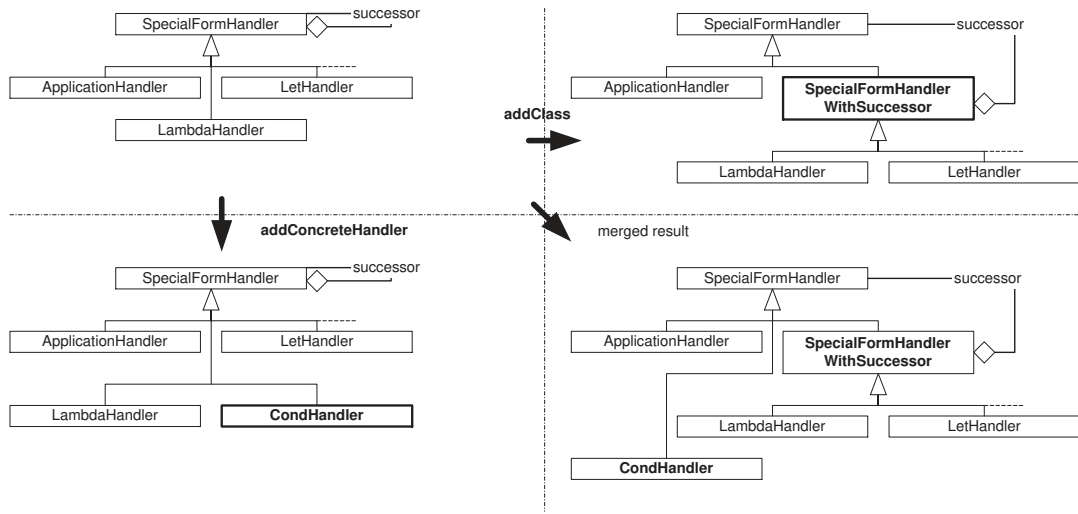 successor
SpecialFormHandler
ApplicationHandler
LetHandler
LambdaHandler
addClass
SpecialFormHandler
successor
ApplicationHandler
SpecialFormHandler
WithSuccessor
LambdaHandler
LetHandler
addConcreteHandler
merged result
successor
SpecialFormHandler
ApplicationHandler
LetHandler
LambdaHandler
CondHandler
SpecialFormHandler
successor
ApplicationHandler
SpecialFormHandler
WithSuccessor
LambdaHandler
LetHandler
CondHandler